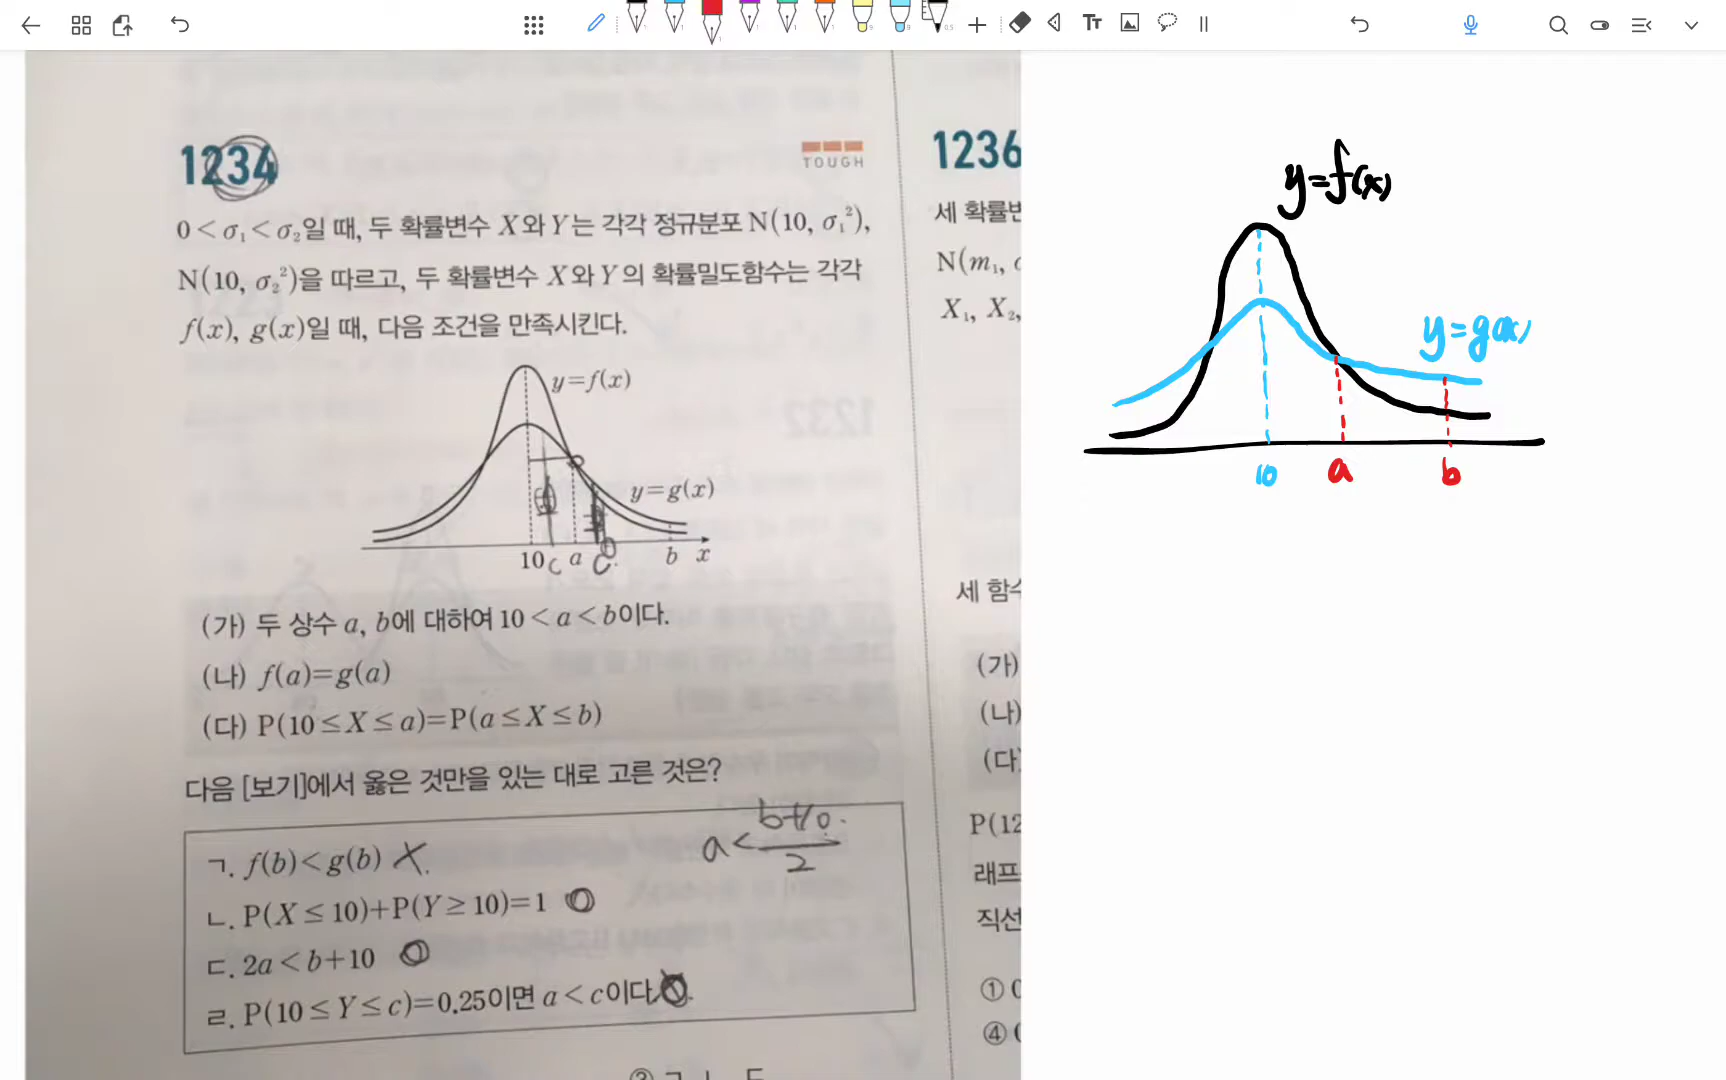 1234
TOUGH
0<σ₁<σ₂일 때, 두 확률변수 X와 Y는 각각 정규분포 N(10, σ₁²),
N(10, σ₂²)을 따르고, 두 확률변수 X와 Y의 확률밀도함수는 각각
f(x), g(x)일 때, 다음 조건을 만족시킨다.
y=f(x)
y=g(x)
10 c a c b x
(가) 두 상수 a, b에 대하여 10<a<b이다.
(나) f(a)=g(a)
(다) P(10≤X≤a)=P(a≤X≤b)
다음 [보기]에서 옳은 것만을 있는 대로 고른 것은?
a < b+10 / 2
ㄱ. f(b)<g(b) X
ㄴ. P(X≤10)+P(Y≥10)=1 O
ㄷ. 2a<b+10 O
ㄹ. P(10≤Y≤c)=0.25이면 a<c이다.
1236
세 확률변
N(m₁,
X₁, X₂,
세 함수
(가)
(나)
(다)
P(12
래프
직선
①
④
y=f(x)
y=g(x)
10 a b
Tт